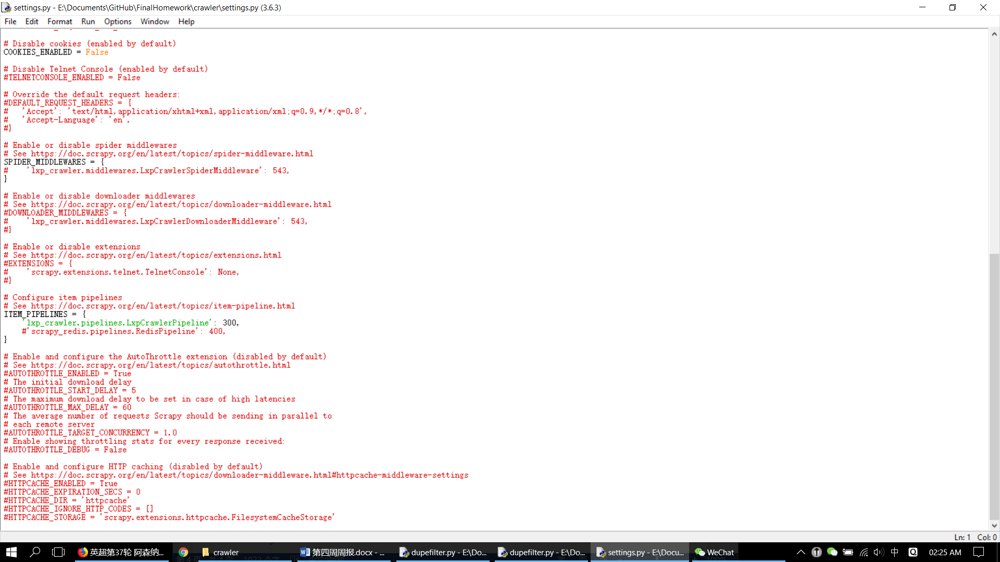 settings.py - E:\Documents\GitHub\FinalHomework\crawler\settings.py (3.6.3)
File Edit Format Run Options Window Help
# Disable cookies (enabled by default)
COOKIES_ENABLED = False
# Disable Telnet Console (enabled by default)
#TELNETCONSOLE_ENABLED = False
# Override the default request headers:
#DEFAULT_REQUEST_HEADERS = {
#   'Accept': 'text/html,application/xhtml+xml,application/xml;q=0.9,*/*;q=0.8',
#   'Accept-Language': 'en',
#}
# Enable or disable spider middlewares
# See https://doc.scrapy.org/en/latest/topics/spider-middleware.html
SPIDER_MIDDLEWARES = {
#    'lxp_crawler.middlewares.LxpCrawlerSpiderMiddleware': 543,
}
# Enable or disable downloader middlewares
# See https://doc.scrapy.org/en/latest/topics/downloader-middleware.html
#DOWNLOADER_MIDDLEWARES = {
#    'lxp_crawler.middlewares.LxpCrawlerDownloaderMiddleware': 543,
#}
# Enable or disable extensions
# See https://doc.scrapy.org/en/latest/topics/extensions.html
#EXTENSIONS = {
#    'scrapy.extensions.telnet.TelnetConsole': None,
#}
# Configure item pipelines
# See https://doc.scrapy.org/en/latest/topics/item-pipeline.html
ITEM_PIPELINES = {
    'lxp_crawler.pipelines.LxpCrawlerPipeline': 300,
    #'scrapy_redis.pipelines.RedisPipeline': 400,
}
# Enable and configure the AutoThrottle extension (disabled by default)
# See https://doc.scrapy.org/en/latest/topics/autothrottle.html
#AUTOTHROTTLE_ENABLED = True
# The initial download delay
#AUTOTHROTTLE_START_DELAY = 5
# The maximum download delay to be set in case of high latencies
#AUTOTHROTTLE_MAX_DELAY = 60
# The average number of requests Scrapy should be sending in parallel to
# each remote server
#AUTOTHROTTLE_TARGET_CONCURRENCY = 1.0
# Enable showing throttling stats for every response received:
#AUTOTHROTTLE_DEBUG = False
# Enable and configure HTTP caching (disabled by default)
# See https://doc.scrapy.org/en/latest/topics/downloader-middleware.html#httpcache-middleware-settings
#HTTPCACHE_ENABLED = True
#HTTPCACHE_EXPIRATION_SECS = 0
#HTTPCACHE_DIR = 'httpcache'
#HTTPCACHE_IGNORE_HTTP_CODES = []
#HTTPCACHE_STORAGE = 'scrapy.extensions.httpcache.FilesystemCacheStorage'
Ln: 1 Col: 0
英超第37轮 阿森纳... crawler 第四周周报.docx - ... dupefilter.py - E:\Do... dupefilter.py - E:\Do... settings.py - E:\Docu... WeChat 中 02:25 AM